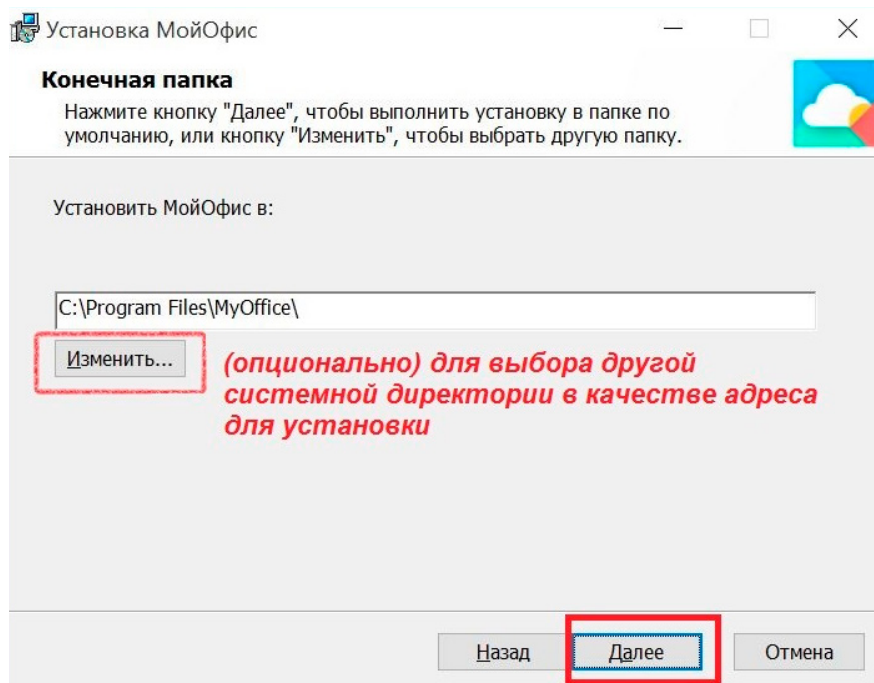 Установка МойОфис
Конечная папка
Нажмите кнопку "Далее", чтобы выполнить установку в папке по
умолчанию, или кнопку "Изменить", чтобы выбрать другую папку.
Установить МойОфис в:
C:\Program Files\MyOffice\
Изменить...
(опционально) для выбора другой
системной директории в качестве адреса
для установки
Назад Далее Отмена